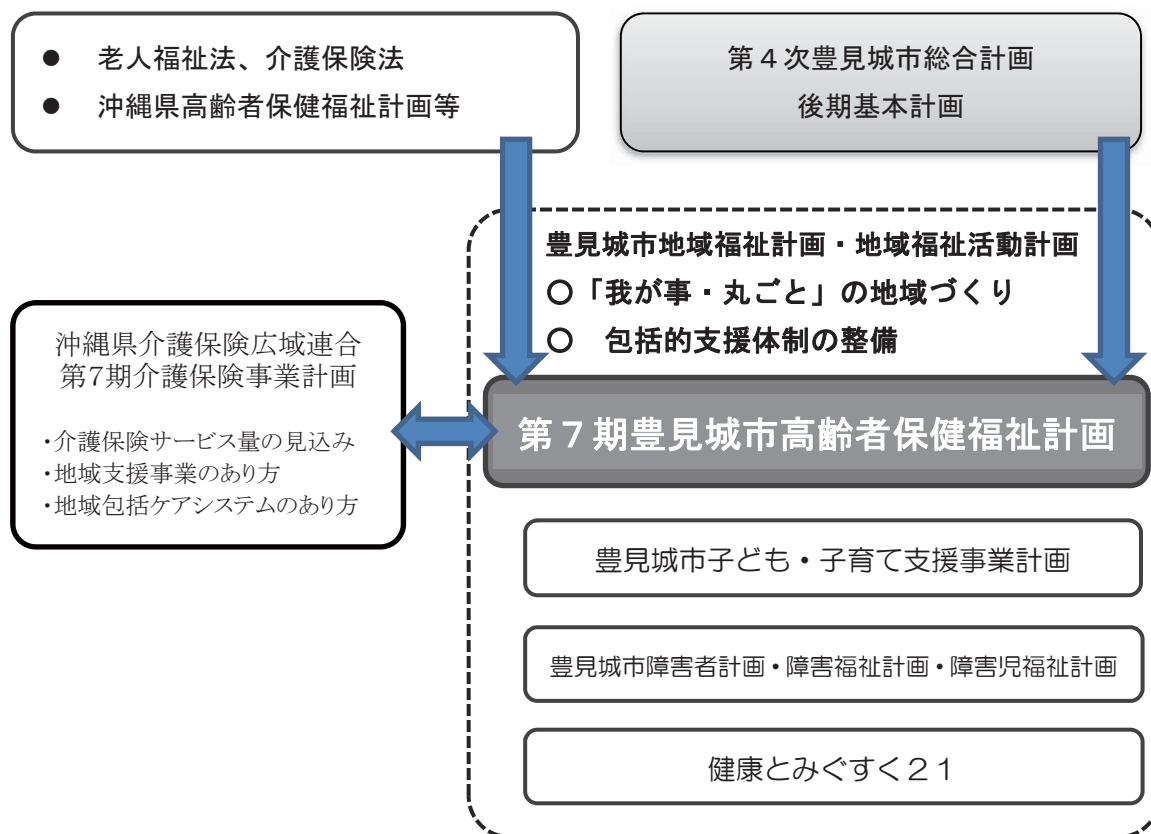 ● 老人福祉法、介護保険法
● 沖縄県高齢者保健福祉計画等
第4次豊見城市総合計画
後期基本計画
豊見城市地域福祉計画・地域福祉活動計画
○「我が事・丸ごと」の地域づくり
○ 包括的支援体制の整備
沖縄県介護保険広域連合
第7期介護保険事業計画
・介護保険サービス量の見込み
・地域支援事業のあり方
・地域包括ケアシステムのあり方
第7期豊見城市高齢者保健福祉計画
豊見城市子ども・子育て支援事業計画
豊見城市障害者計画・障害福祉計画・障害児福祉計画
健康とみぐすく21